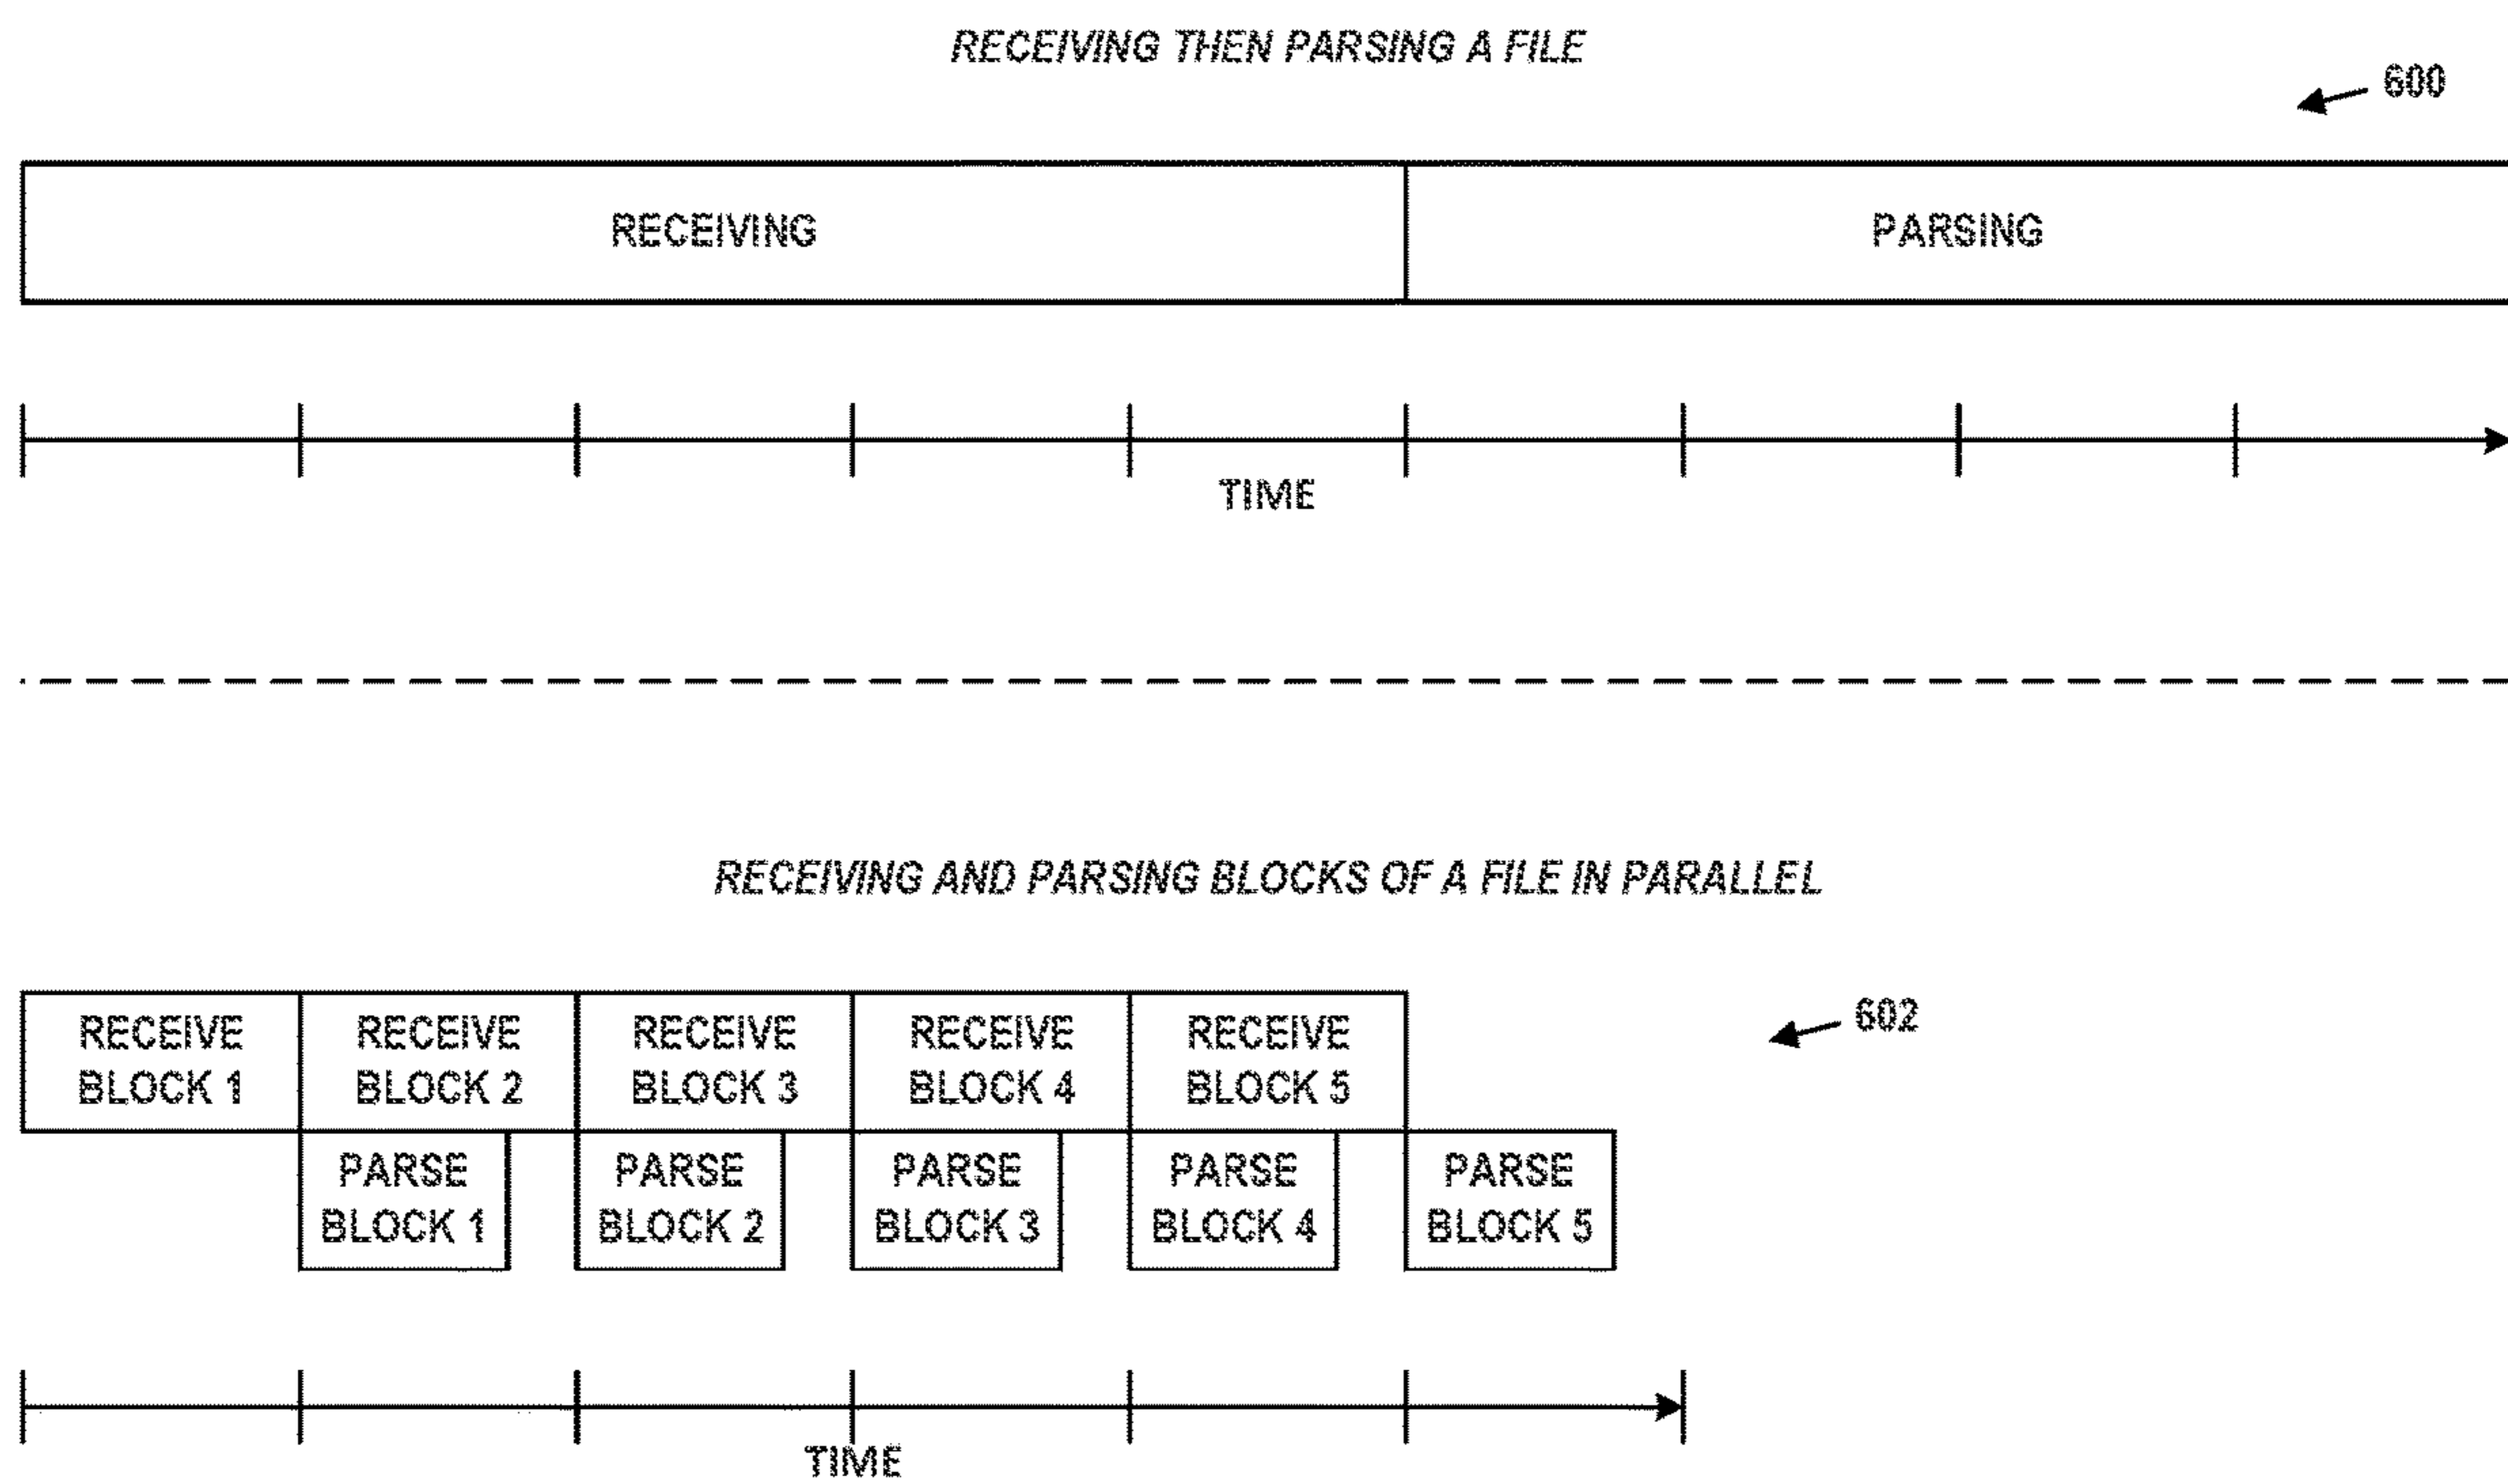 RECEIVING THEN PARSING A FILE
600
RECEIVING
PARSING
TIME
RECEIVING AND PARSING BLOCKS OF A FILE IN PARALLEL
602
RECEIVE
BLOCK 1
RECEIVE
BLOCK 2
RECEIVE
BLOCK 3
RECEIVE
BLOCK 4
RECEIVE
BLOCK 5
PARSE
BLOCK 1
PARSE
BLOCK 2
PARSE
BLOCK 3
PARSE
BLOCK 4
PARSE
BLOCK 5
TIME